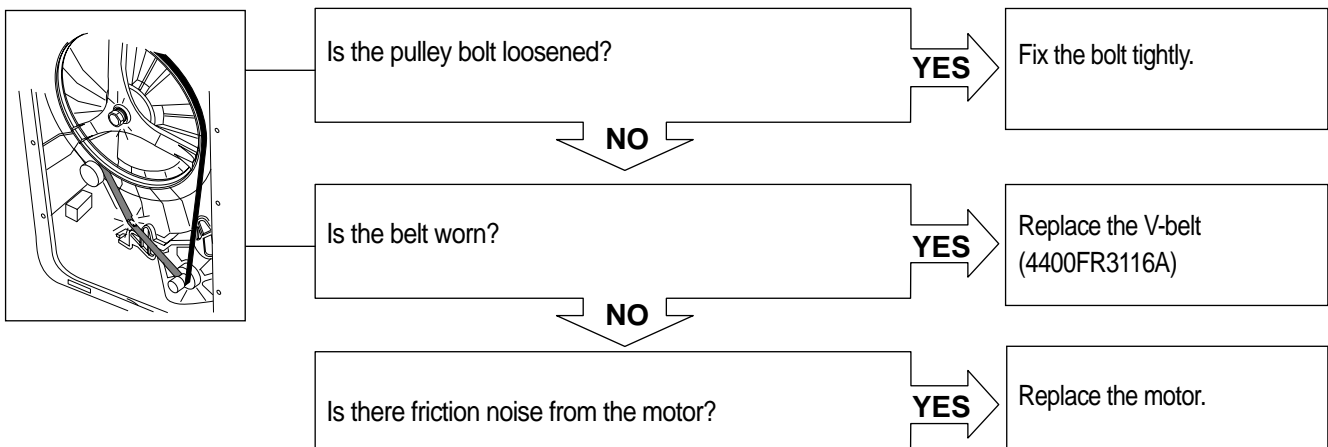 Is the pulley bolt loosened?
YES
Fix the bolt tightly.
NO
Is the belt worn?
YES
Replace the V-belt
(4400FR3116A)
NO
Is there friction noise from the motor?
YES
Replace the motor.